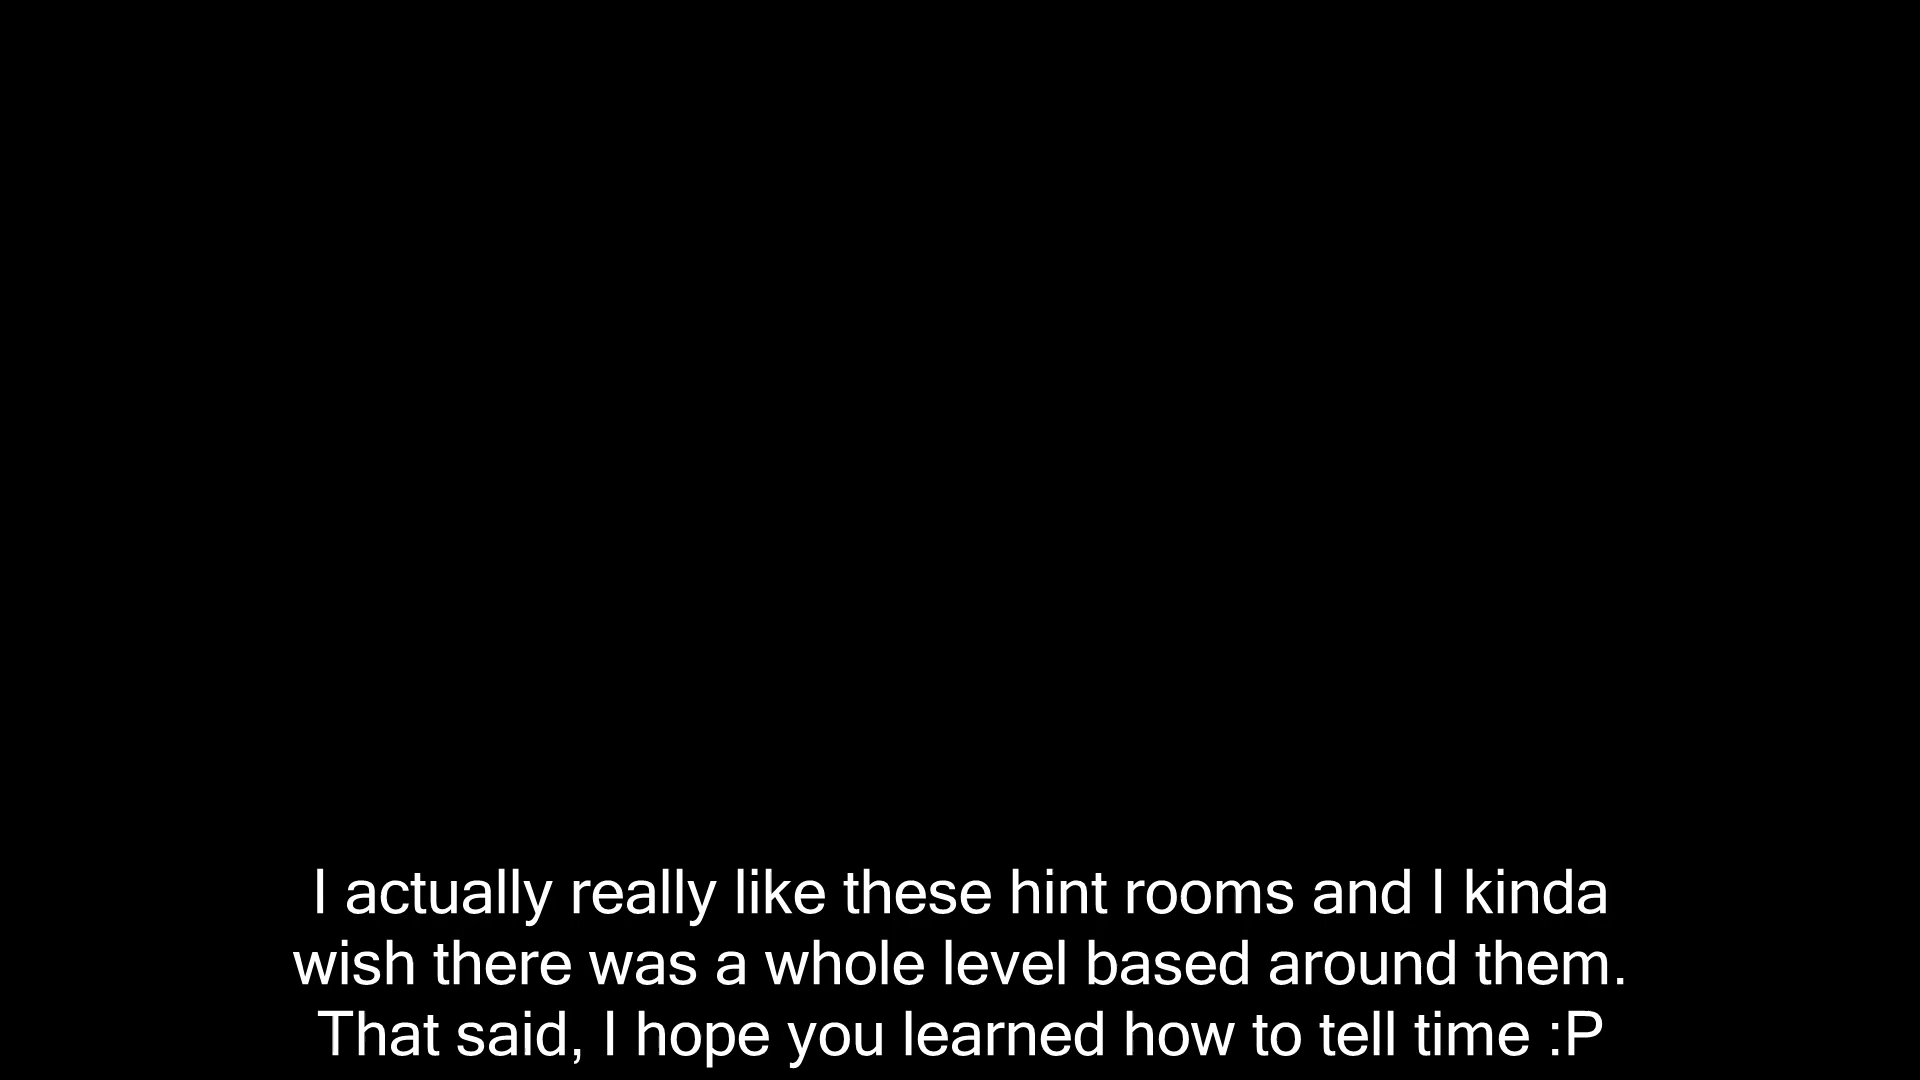 I actually really like these hint rooms and I kinda
wish there was a whole level based around them.
That said, I hope you learned how to tell time :P